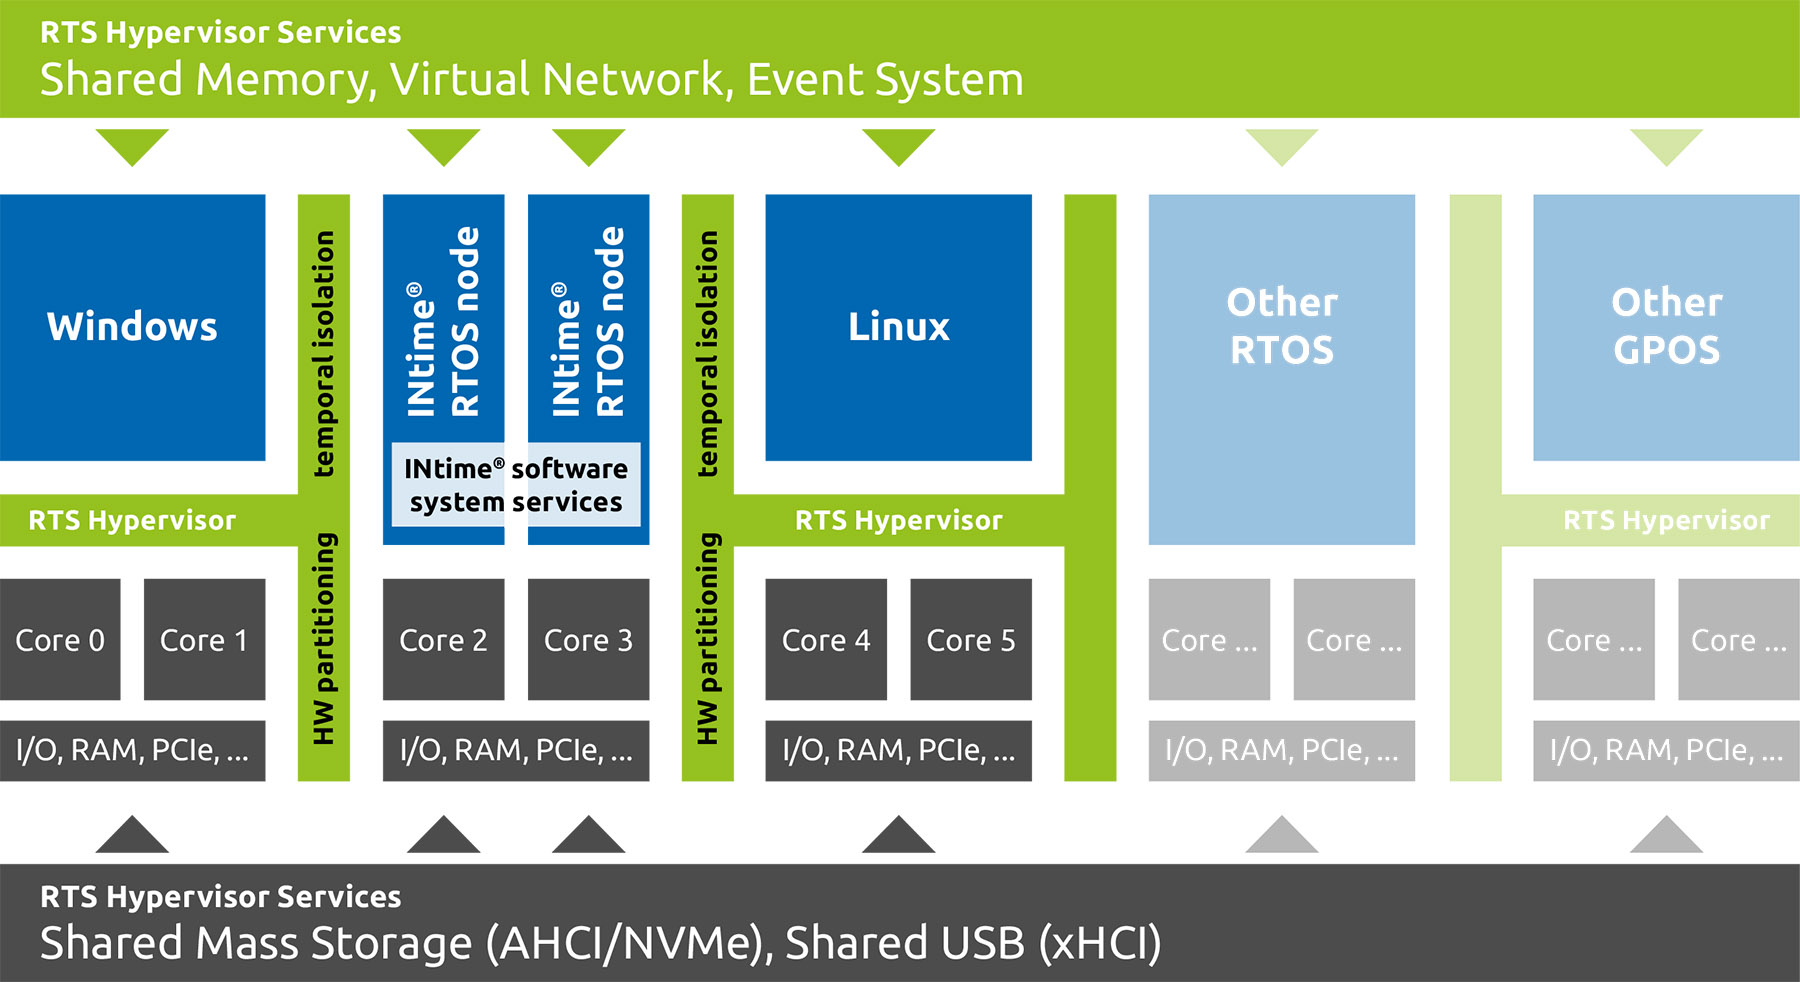 RTS Hypervisor Services
Shared Memory, Virtual Network, Event System
Windows
RTS Hypervisor
Core 0
Core 1
I/O, RAM, PCIe, ...
temporal isolation
HW partitioning
INtime®
RTOS node
INtime®
RTOS node
INtime® software
system services
Core 2
Core 3
I/O, RAM, PCIe, ...
temporal isolation
HW partitioning
Linux
RTS Hypervisor
Core 4
Core 5
I/O, RAM, PCIe, ...
Other
RTOS
Core ...
Core ...
I/O, RAM, PCIe, ...
Other
GPOS
RTS Hypervisor
Core ...
Core ...
I/O, RAM, PCIe, ...
RTS Hypervisor Services
Shared Mass Storage (AHCI/NVMe), Shared USB (xHCI)